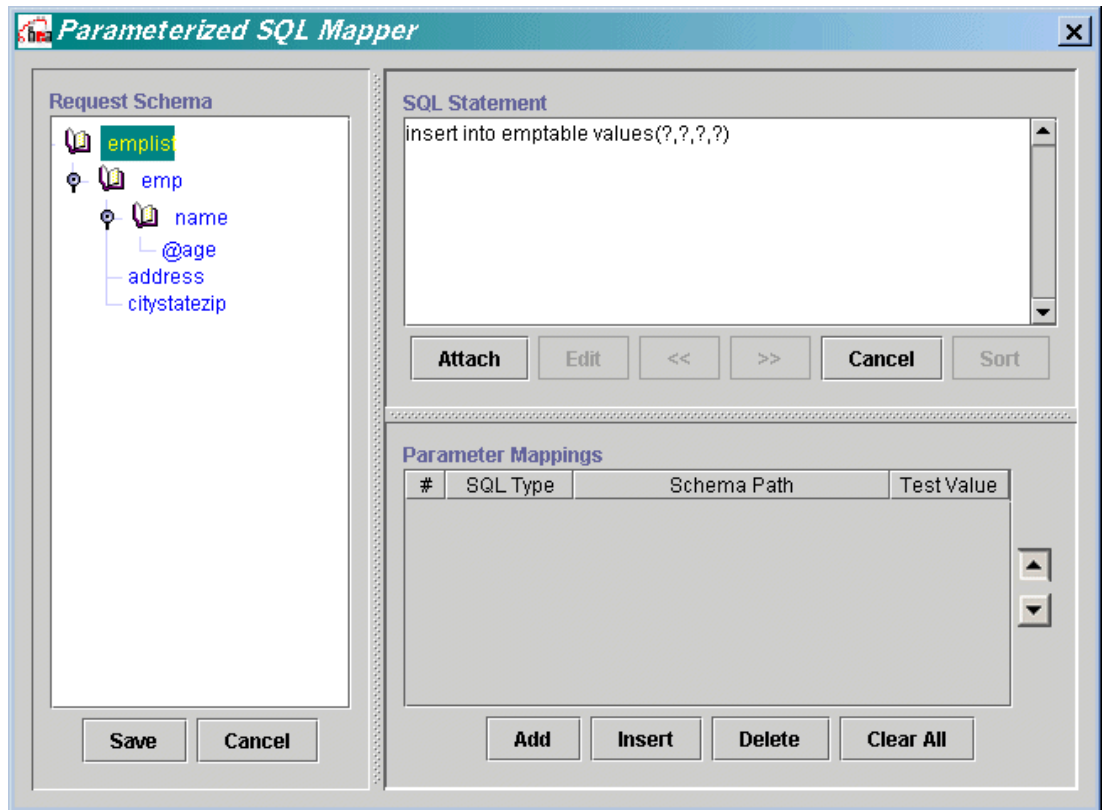 Parameterized SQL Mapper
Request Schema
emplist
emp
name
@age
address
citystatezip
Save Cancel
SQL Statement
insert into emptable values(?,?,?,?)
Attach Edit << >> Cancel Sort
Parameter Mappings
# SQL Type Schema Path Test Value
Add Insert Delete Clear All